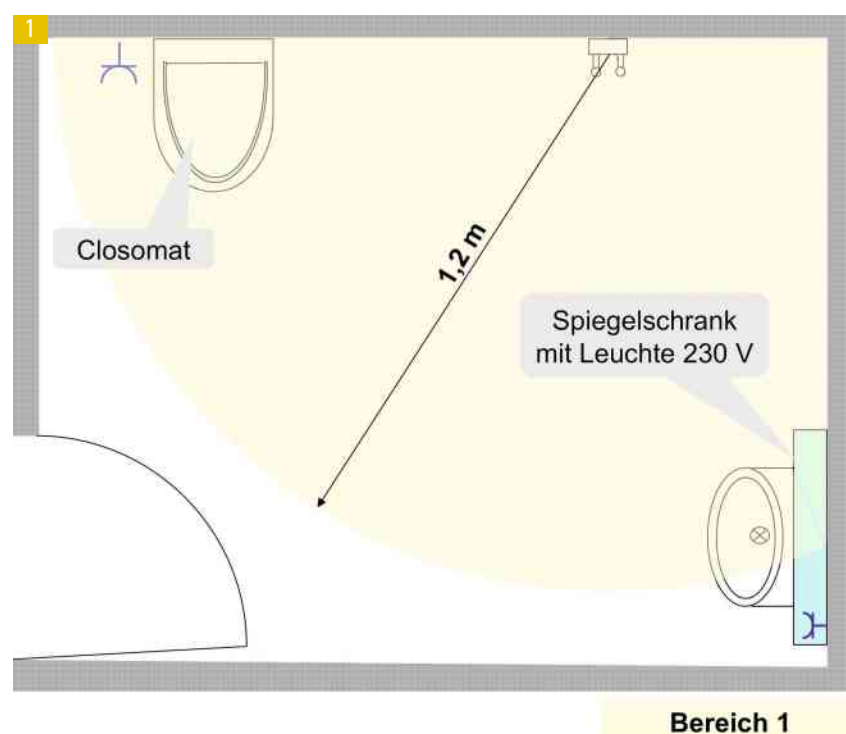 1
Closomat
1,2 m
Spiegelschrank
mit Leuchte 230 V
Bereich 1